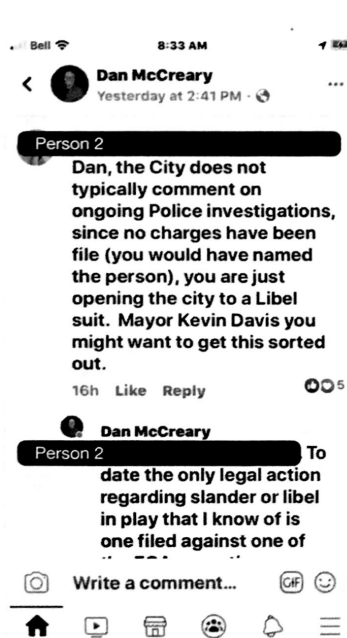 Bell 8:33 AM
Dan McCreary
Yesterday at 2:41 PM ·
Person 2
Dan, the City does not
typically comment on
ongoing Police investigations,
since no charges have been
file (you would have named
the person), you are just
opening the city to a Libel
suit. Mayor Kevin Davis you
might want to get this sorted
out.
16h Like Reply 5
Dan McCreary
Person 2 To
date the only legal action
regarding slander or libel
in play that I know of is
one filed against one of
Write a comment...
GIF